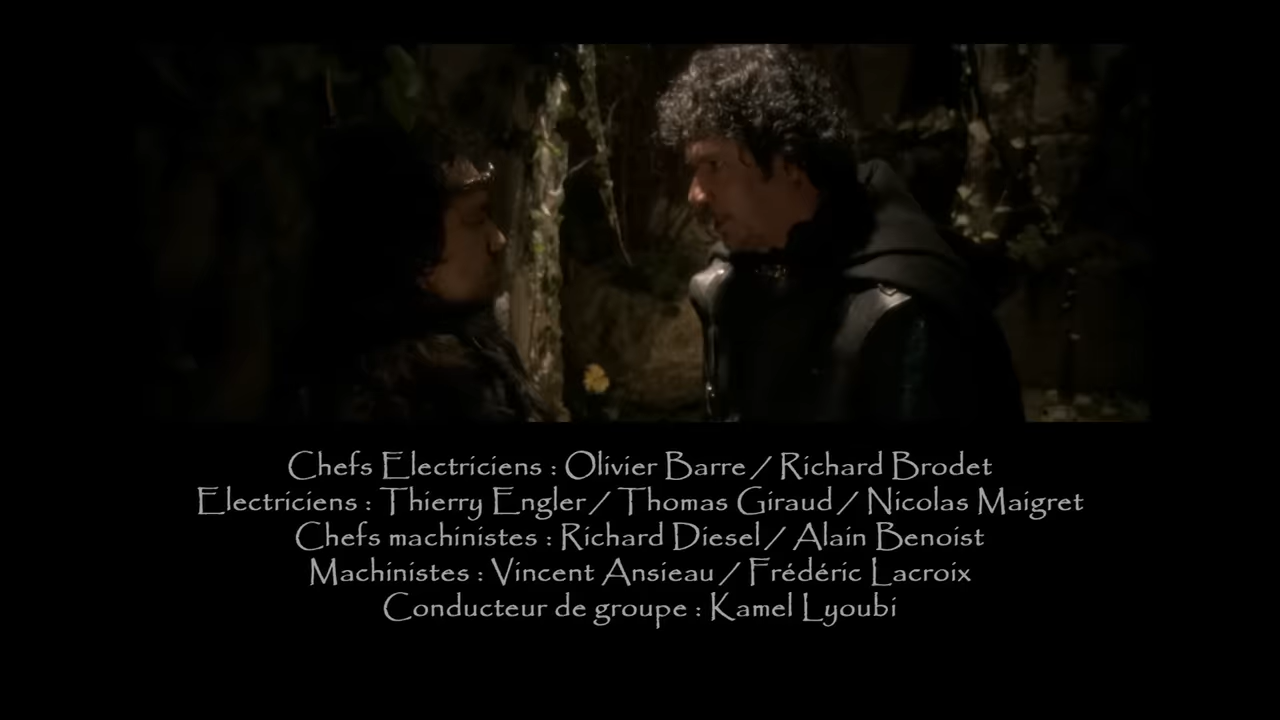 Chefs Electriciens : Olivier Barre / Richard Brodet
Electriciens : Thierry Engler / Thomas Giraud / Nicolas Maigret
Chefs machinistes : Richard Diesel / Alain Benoist
Machinistes : Vincent Ansieau / Frédéric Lacroix
Conducteur de groupe : Kamel Lyoubi